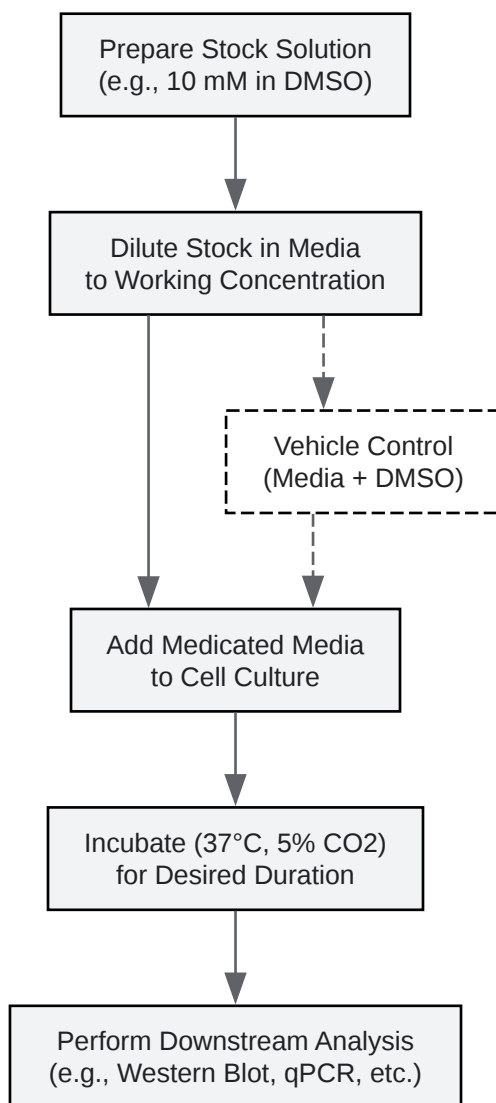 Prepare Stock Solution
(e.g., 10 mM in DMSO)
Dilute Stock in Media
to Working Concentration
Vehicle Control
(Media + DMSO)
Add Medicated Media
to Cell Culture
Incubate (37°C, 5% CO2)
for Desired Duration
Perform Downstream Analysis
(e.g., Western Blot, qPCR, etc.)